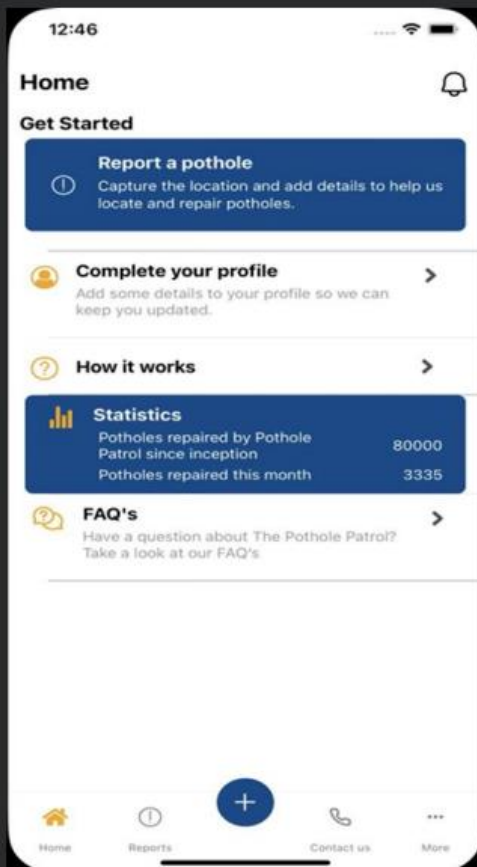 12:46
Home
Get Started
Report a pothole
Capture the location and add details to help us
locate and repair potholes.
Complete your profile
Add some details to your profile so we can
keep you updated.
How it works
Statistics
Potholes repaired by Pothole
Patrol since inception 80000
Potholes repaired this month 3335
FAQ's
Have a question about The Pothole Patrol?
Take a look at our FAQ's
Home Reports Contact us More